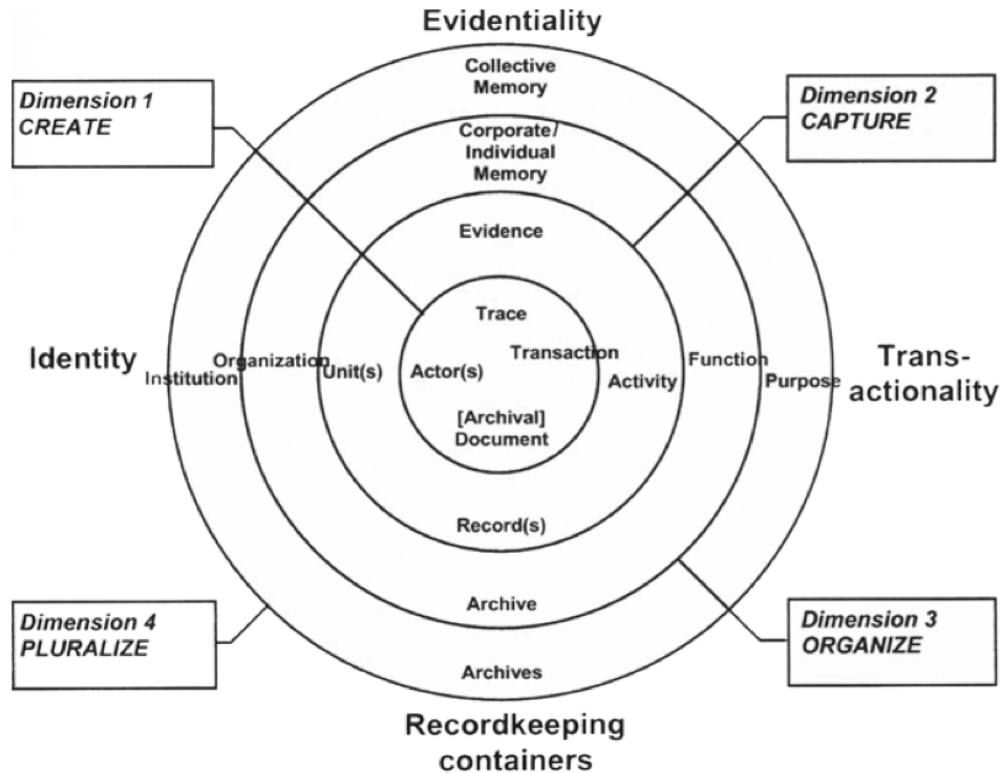 Evidentiality
Collective
Memory
Dimension 1
CREATE
Dimension 2
CAPTURE
Corporate/
Individual
Memory
Evidence
Trace
Transaction
Identity
Organization
Institution
Unit(s)
Actor(s)
Activity
Function
Purpose
Trans-
actionality
[Archival]
Document
Record(s)
Archive
Dimension 4
PLURALIZE
Dimension 3
ORGANIZE
Archives
Recordkeeping
containers